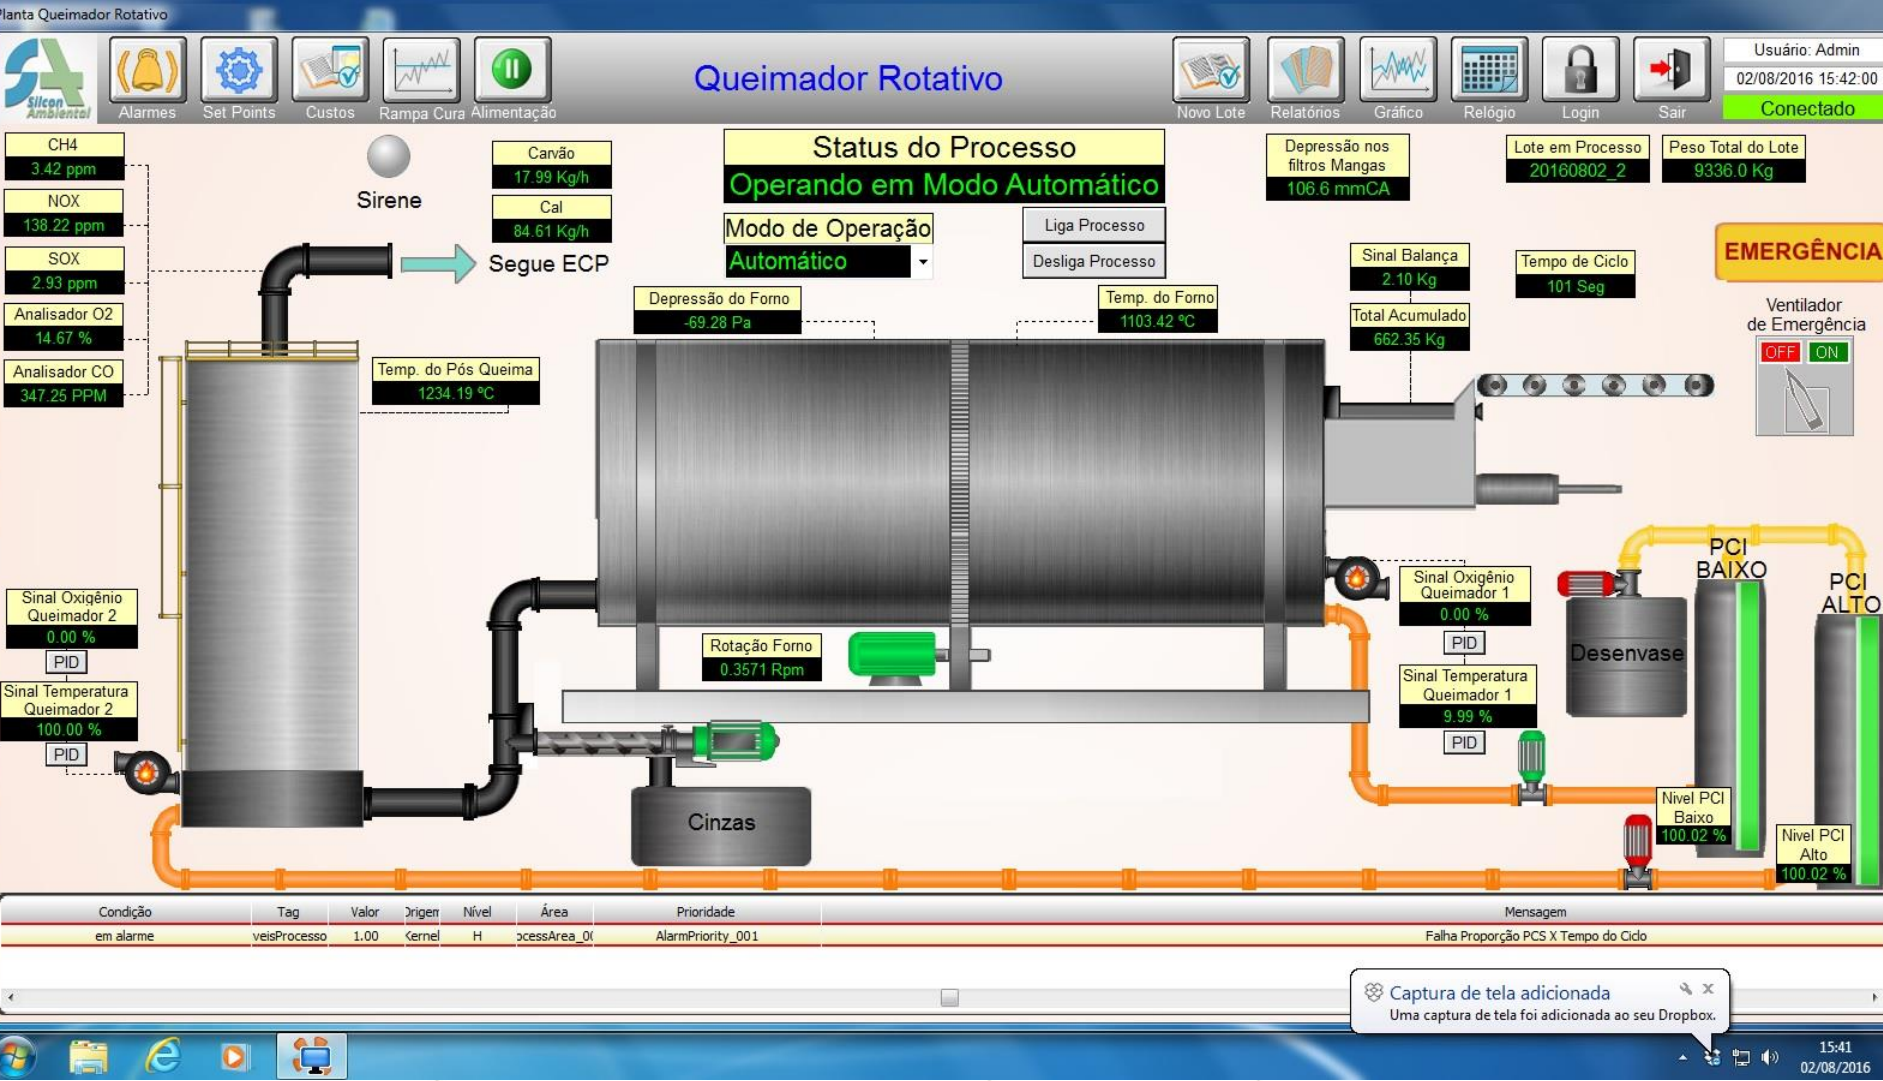 Planta Queimador Rotativo
Silcon
Ambiental
Alarmes
Set Points
Custos
Rampa Cura
Alimentação
Queimador Rotativo
Novo Lote
Relatórios
Gráfico
Relógio
Login
Sair
Usuário: Admin
02/08/2016 15:42:00
Conectado
CH4
3.42 ppm
NOX
138.22 ppm
SOX
2.93 ppm
Analisador O2
14.67 %
Analisador CO
347.25 PPM
Sirene
Carvão
17.99 Kg/h
Cal
84.61 Kg/h
Segue ECP
Status do Processo
Operando em Modo Automático
Modo de Operação
Automático
Liga Processo
Desliga Processo
Depressão nos
filtros Mangas
106.6 mmCA
Lote em Processo
20160802_2
Peso Total do Lote
9336.0 Kg
EMERGÊNCIA
Sinal Balança
2.10 Kg
Total Acumulado
662.35 Kg
Tempo de Ciclo
101 Seg
Ventilador
de Emergência
OFF
ON
Depressão do Forno
-69.28 Pa
Temp. do Forno
1103.42 ºC
Temp. do Pós Queima
1234.19 ºC
PCI
BAIXO
PCI
ALTO
Desenvase
Sinal Oxigênio
Queimador 1
0.00 %
PID
Sinal Temperatura
Queimador 1
9.99 %
PID
Sinal Oxigênio
Queimador 2
0.00 %
PID
Sinal Temperatura
Queimador 2
100.00 %
PID
Rotação Forno
0.3571 Rpm
Cinzas
Nivel PCI
Baixo
100.02 %
Nivel PCI
Alto
100.02 %
Condição Tag Valor Origem Nível Área Prioridade Mensagem
em alarme veisProcesso 1.00 Kernel H ocessArea_00 AlarmPriority_001 Falha Proporção PCS X Tempo do Ciclo
Captura de tela adicionada
Uma captura de tela foi adicionada ao seu Dropbox.
15:41
02/08/2016